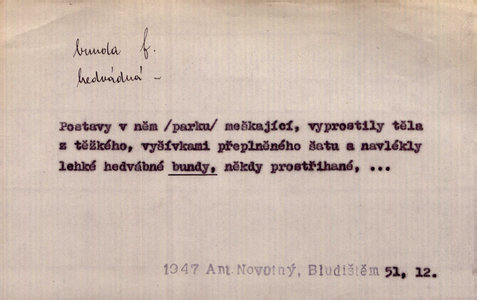 bunda f.
hedvábná –
Postavy v něm /parku/ meškající, vyprostily těla
z těžkého, vyšívkami přeplněného šatu a navlékly
lehké hedvábné bundy, někdy prostřihané, ...
1947 Ant. Novotný, Bludištěm 51, 12.